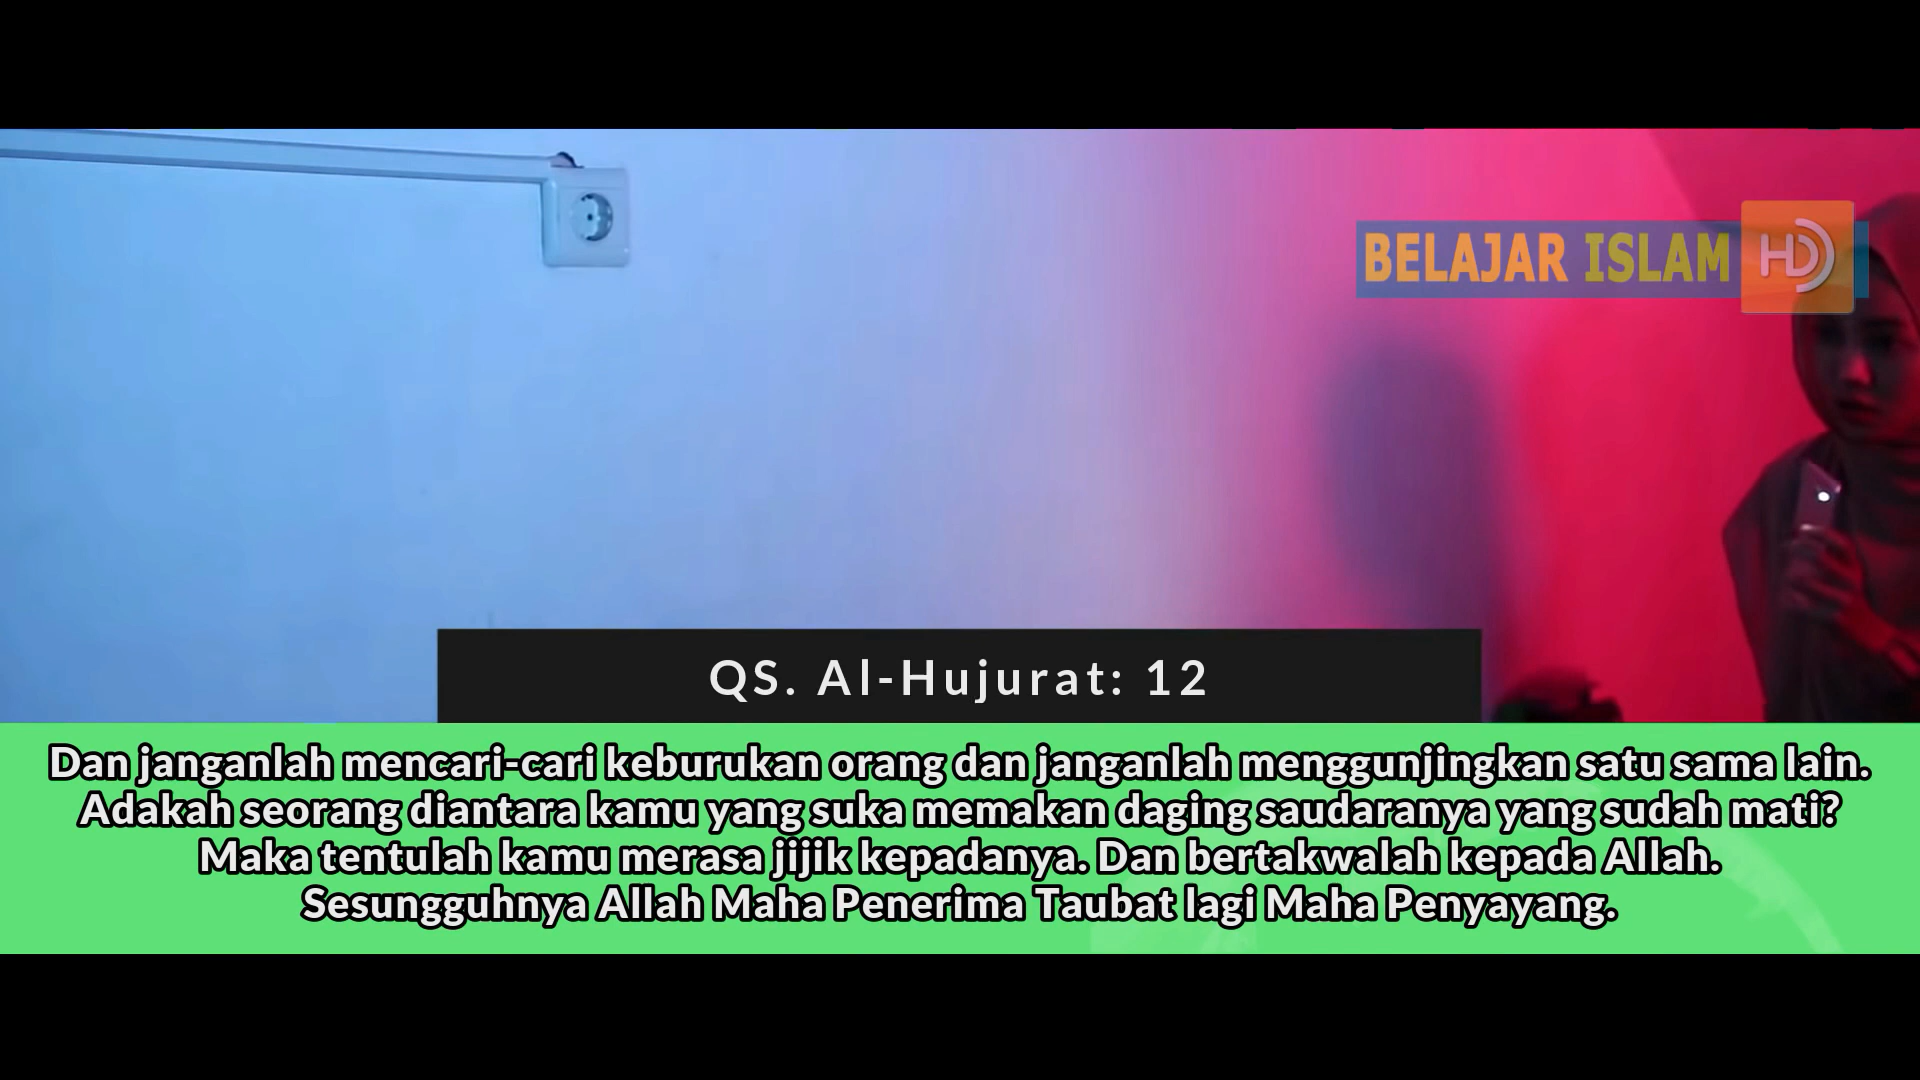 BELAJAR ISLAM HD
QS. Al-Hujurat: 12
Dan janganlah mencari-cari keburukan orang dan janganlah menggunjingkan satu sama lain.
Adakah seorang diantara kamu yang suka memakan daging saudaranya yang sudah mati?
Maka tentulah kamu merasa jijik kepadanya. Dan bertakwalah kepada Allah.
Sesungguhnya Allah Maha Penerima Taubat lagi Maha Penyayang.